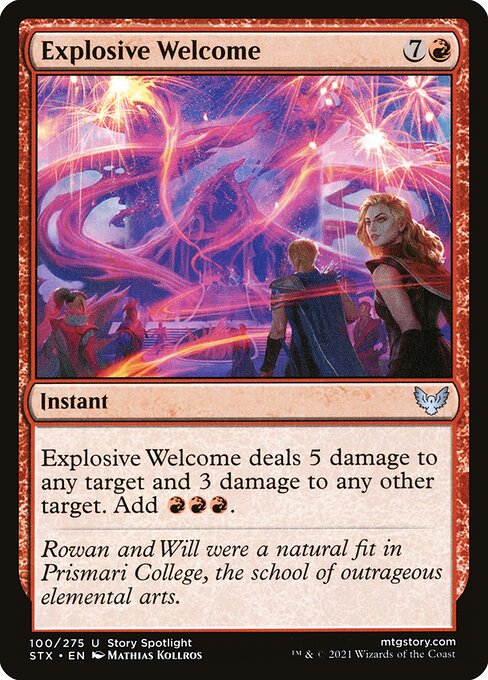 Explosive Welcome 7
Instant
Explosive Welcome deals 5 damage to
any target and 3 damage to any other
target. Add
.
Rowan and Will were a natural fit in
Prismari College, the school of outrageous
elemental arts.
100/275 U Story Spotlight
mtgstory.com
STX • EN Mathias Kollros
™ & © 2021 Wizards of the Coast